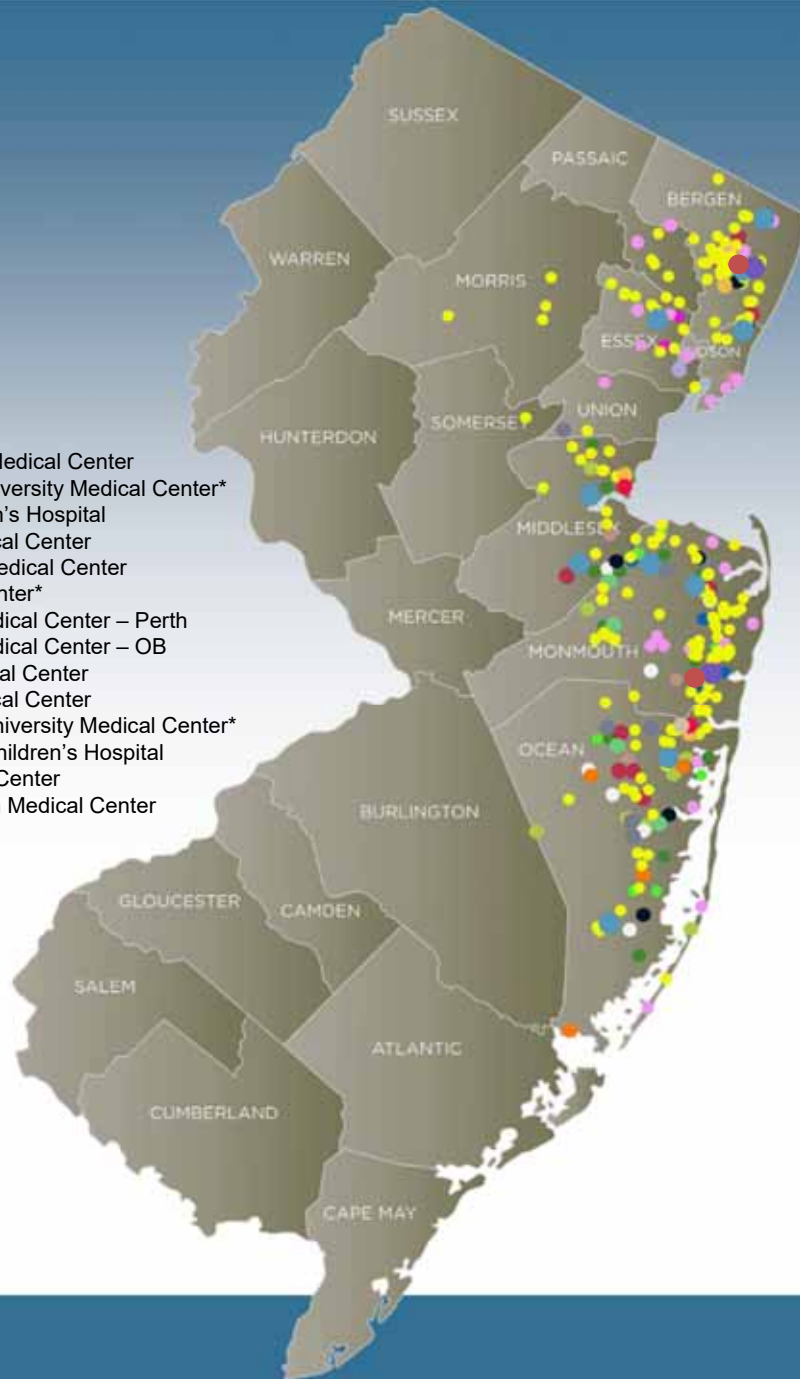 Medical Center
versity Medical Center*
n's Hospital
cal Center
edical Center
nter*
dical Center – Perth
dical Center – OB
al Center
cal Center
niversity Medical Center*
hildren's Hospital
Center
Medical Center
SUSSEX
PASSAIC
BERGEN
WARREN
MORRIS
ESSEX
DSON
UNION
SOMERSET
HUNTERDON
MIDDLESEX
MERCER
MONMOUTH
OCEAN
BURLINGTON
GLOUCESTER
CAMDEN
SALEM
ATLANTIC
CUMBERLAND
CAPE MAY